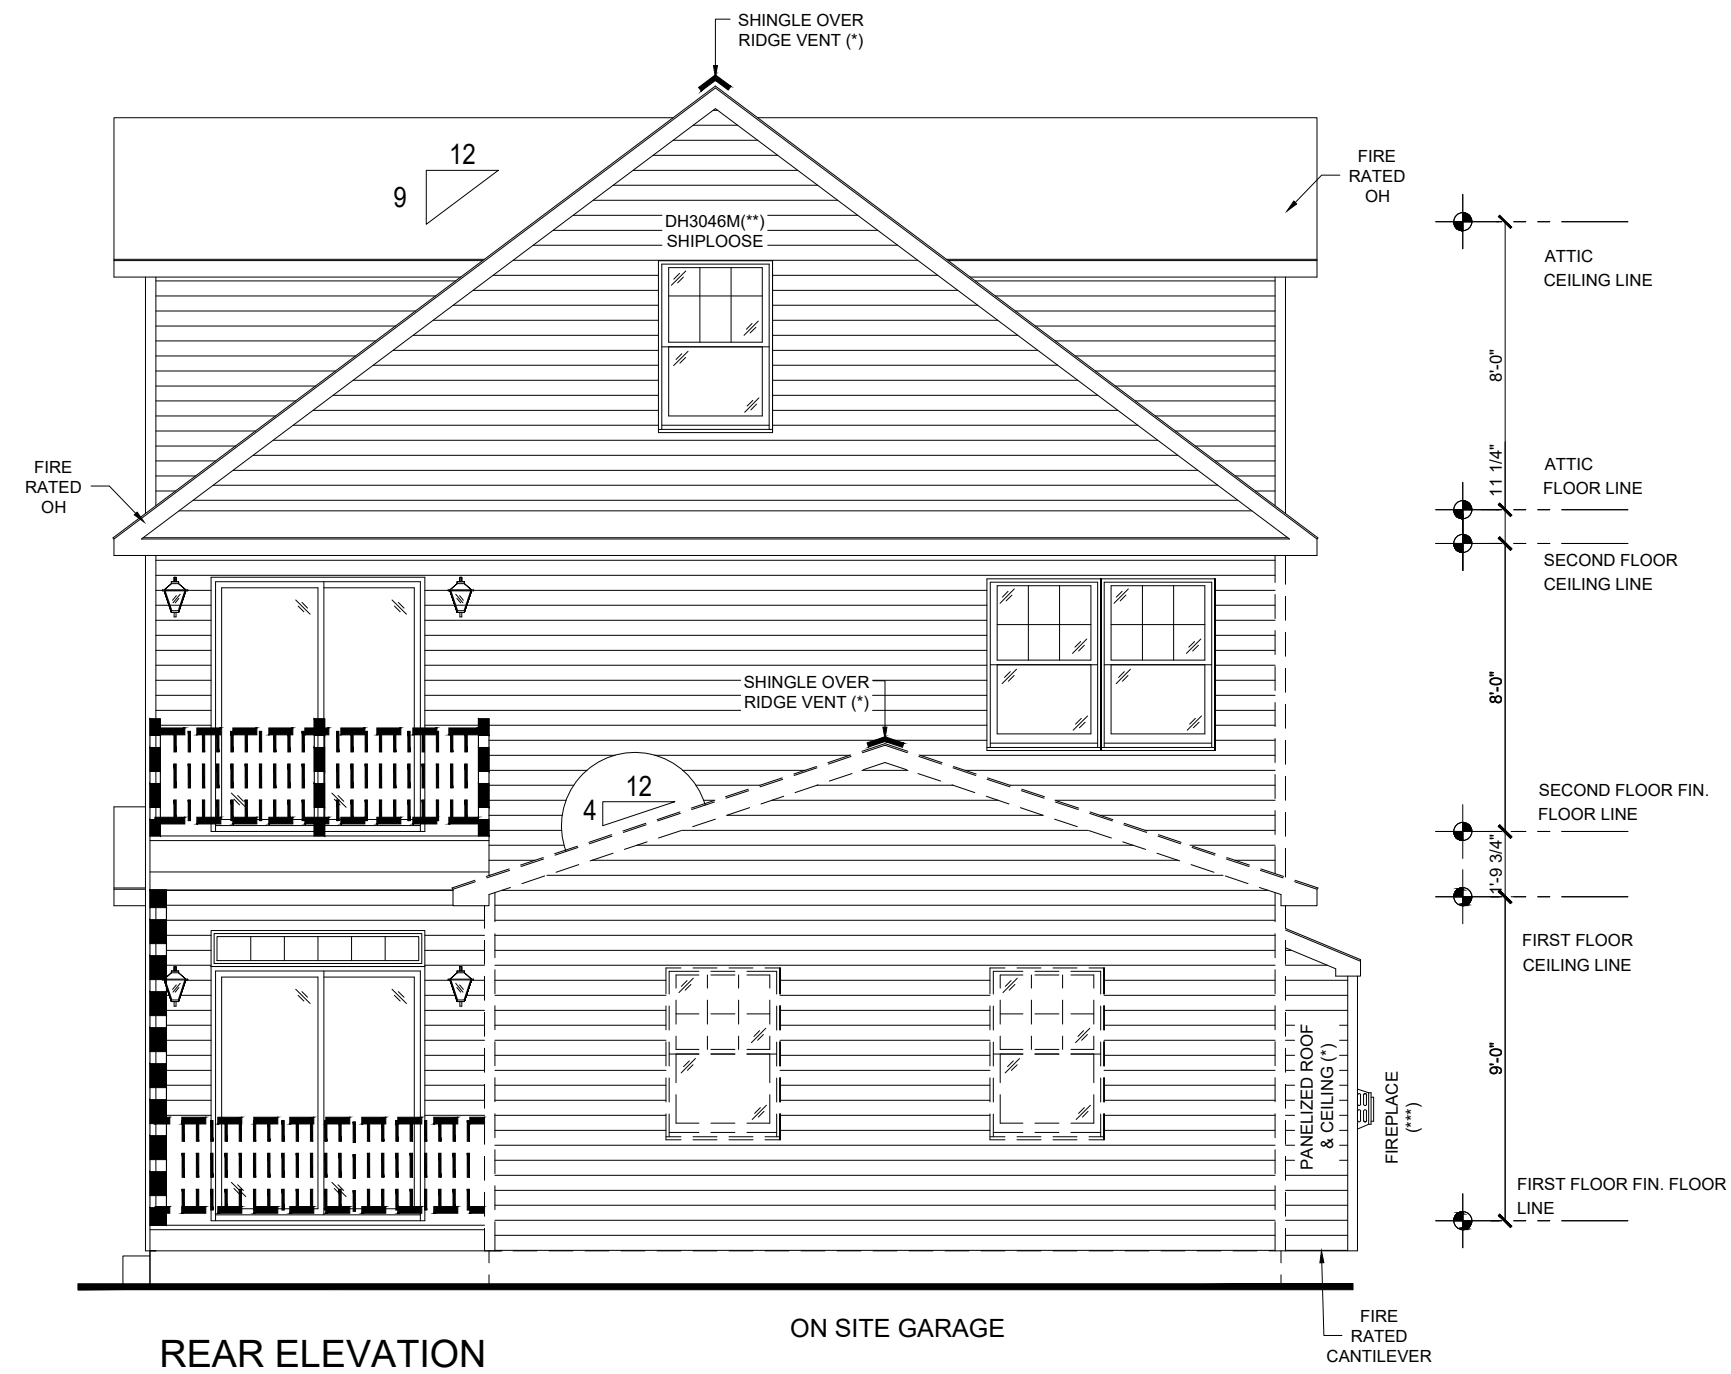 SHINGLE OVER
RIDGE VENT (*)
12
9
FIRE
RATED
OH
DH3046M(**)
SHIPLOOSE
ATTIC
CEILING LINE
8'-0"
FIRE
RATED
OH
11 1/4"
ATTIC
FLOOR LINE
SECOND FLOOR
CEILING LINE
SHINGLE OVER
RIDGE VENT (*)
8'-0"
12
4
SECOND FLOOR FIN.
FLOOR LINE
1'-9 3/4"
FIRST FLOOR
CEILING LINE
9'-0"
PANELIZED ROOF
& CEILING (*)
FIREPLACE
(***)
FIRST FLOOR FIN. FLOOR
LINE
FIRE
RATED
CANTILEVER
ON SITE GARAGE
REAR ELEVATION